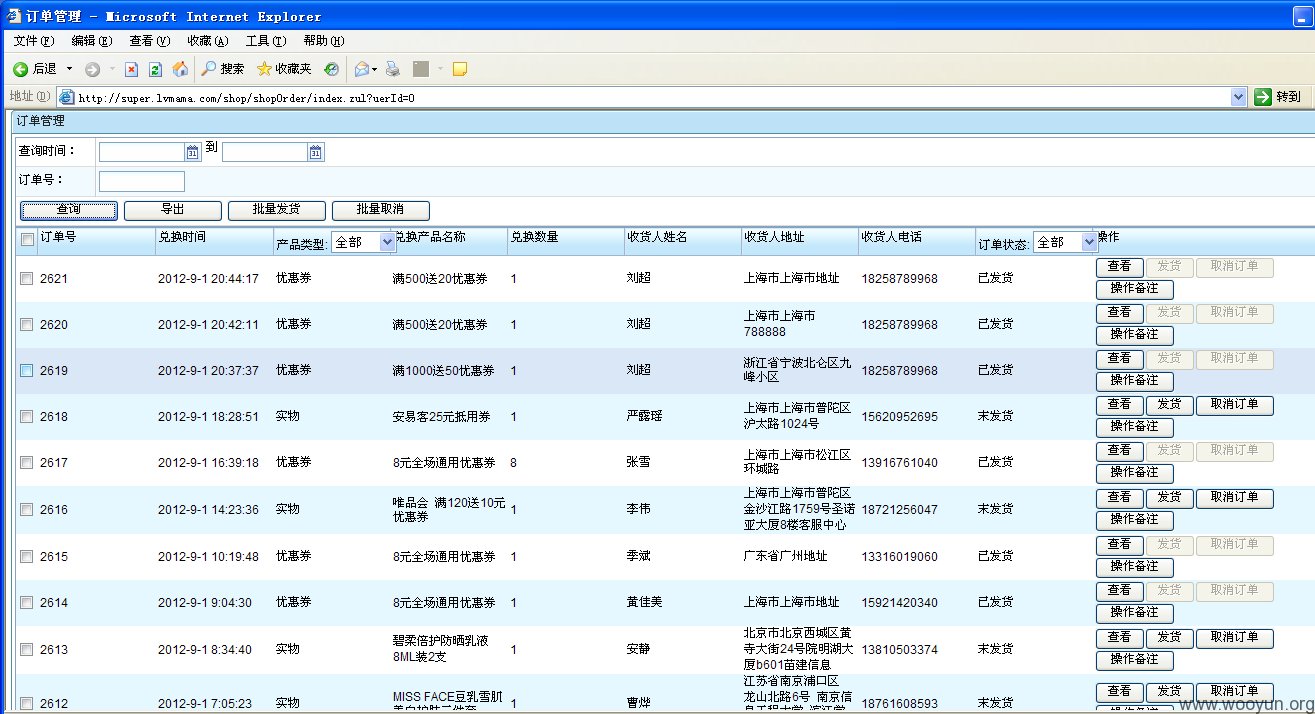 订单管理 - Microsoft Internet Explorer
文件(F) 编辑(E) 查看(V) 收藏(A) 工具(T) 帮助(H)
后退 搜索 收藏夹
地址(D) http://super.lvmama.com/shop/shopOrder/index.zul?uerId=0 转到
订单管理
查询时间： 到
订单号：
查询 导出 批量发货 批量取消
订单号 兑换时间 产品类型: 全部 兑换产品名称 兑换数量 收货人姓名 收货人地址 收货人电话 订单状态: 全部 操作
2621 2012-9-1 20:44:17 优惠券 满500送20优惠券 1 刘超 上海市上海市地址 18258789968 已发货 查看 发货 取消订单
操作备注
2620 2012-9-1 20:42:11 优惠券 满500送20优惠券 1 刘超 上海市上海市 18258789968 已发货 查看 发货 取消订单
788888 操作备注
2619 2012-9-1 20:37:37 优惠券 满1000送50优惠券 1 刘超 浙江省宁波北仑区九 18258789968 已发货 查看 发货 取消订单
峰小区 操作备注
2618 2012-9-1 18:28:51 实物 安易客25元抵用券 1 严露瑶 上海市上海市普陀区 15620952695 未发货 查看 发货 取消订单
沪太路1024号 操作备注
2617 2012-9-1 16:39:18 优惠券 8元全场通用优惠券 8 张雪 上海市上海市松江区 13916761040 已发货 查看 发货 取消订单
环城路 操作备注
2616 2012-9-1 14:23:36 实物 唯品会 满120送10元 1 李伟 上海市上海市普陀区 18721256047 未发货 查看 发货 取消订单
优惠券 金沙江路1759号圣诺 操作备注
亚大厦8楼客服中心
2615 2012-9-1 10:19:48 优惠券 8元全场通用优惠券 1 季斌 广东省广州地址 13316019060 已发货 查看 发货 取消订单
操作备注
2614 2012-9-1 9:04:30 优惠券 8元全场通用优惠券 1 黄佳美 上海市上海市地址 15921420340 已发货 查看 发货 取消订单
操作备注
2613 2012-9-1 8:34:40 实物 碧柔倍护防晒乳液 1 安静 北京市北京西城区黄 13810503374 未发货 查看 发货 取消订单
8ML装2支 寺大街24号院明湖大 操作备注
厦b601苗建信息
2612 2012-9-1 7:05:23 实物 MISS FACE豆乳雪肌 1 曹烨 江苏省南京浦口区 18761608593 未发货 查看 发货 取消订单
龙山北路6号 南京信
www.wooyun.org